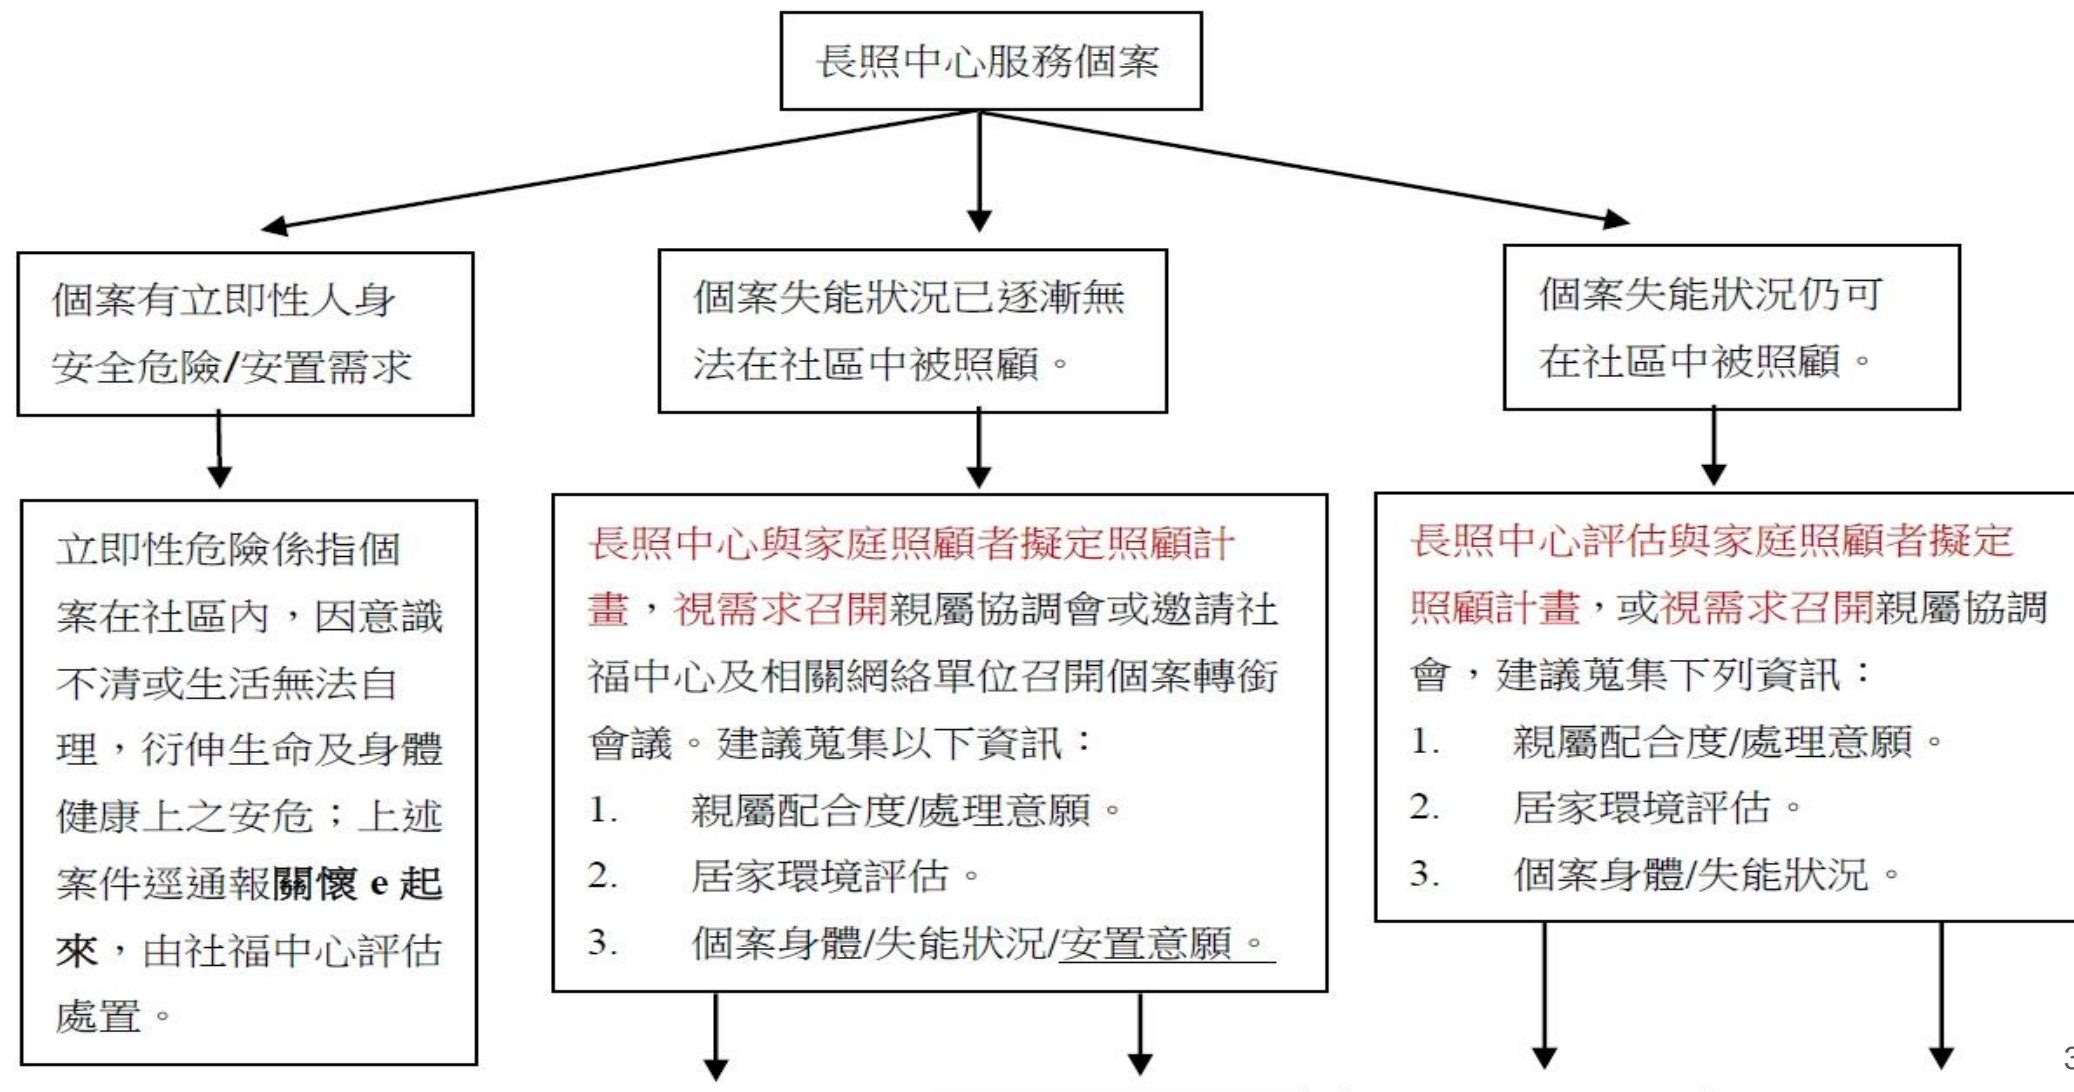 長照中心服務個案
個案有立即性人身
安全危險/安置需求
個案失能狀況已逐漸無
法在社區中被照顧。
個案失能狀況仍可
在社區中被照顧。
立即性危險係指個
案在社區內，因意識
不清或生活無法自
理，衍伸生命及身體
健康上之安危；上述
案件逕通報關懷 e 起
來，由社福中心評估
處置。
長照中心與家庭照顧者擬定照顧計
畫，視需求召開親屬協調會或邀請社
福中心及相關網絡單位召開個案轉銜
會議。建議蒐集以下資訊：
1. 親屬配合度/處理意願。
2. 居家環境評估。
3. 個案身體/失能狀況/安置意願。
長照中心評估與家庭照顧者擬定
照顧計畫，或視需求召開親屬協調
會，建議蒐集下列資訊：
1. 親屬配合度/處理意願。
2. 居家環境評估。
3. 個案身體/失能狀況。